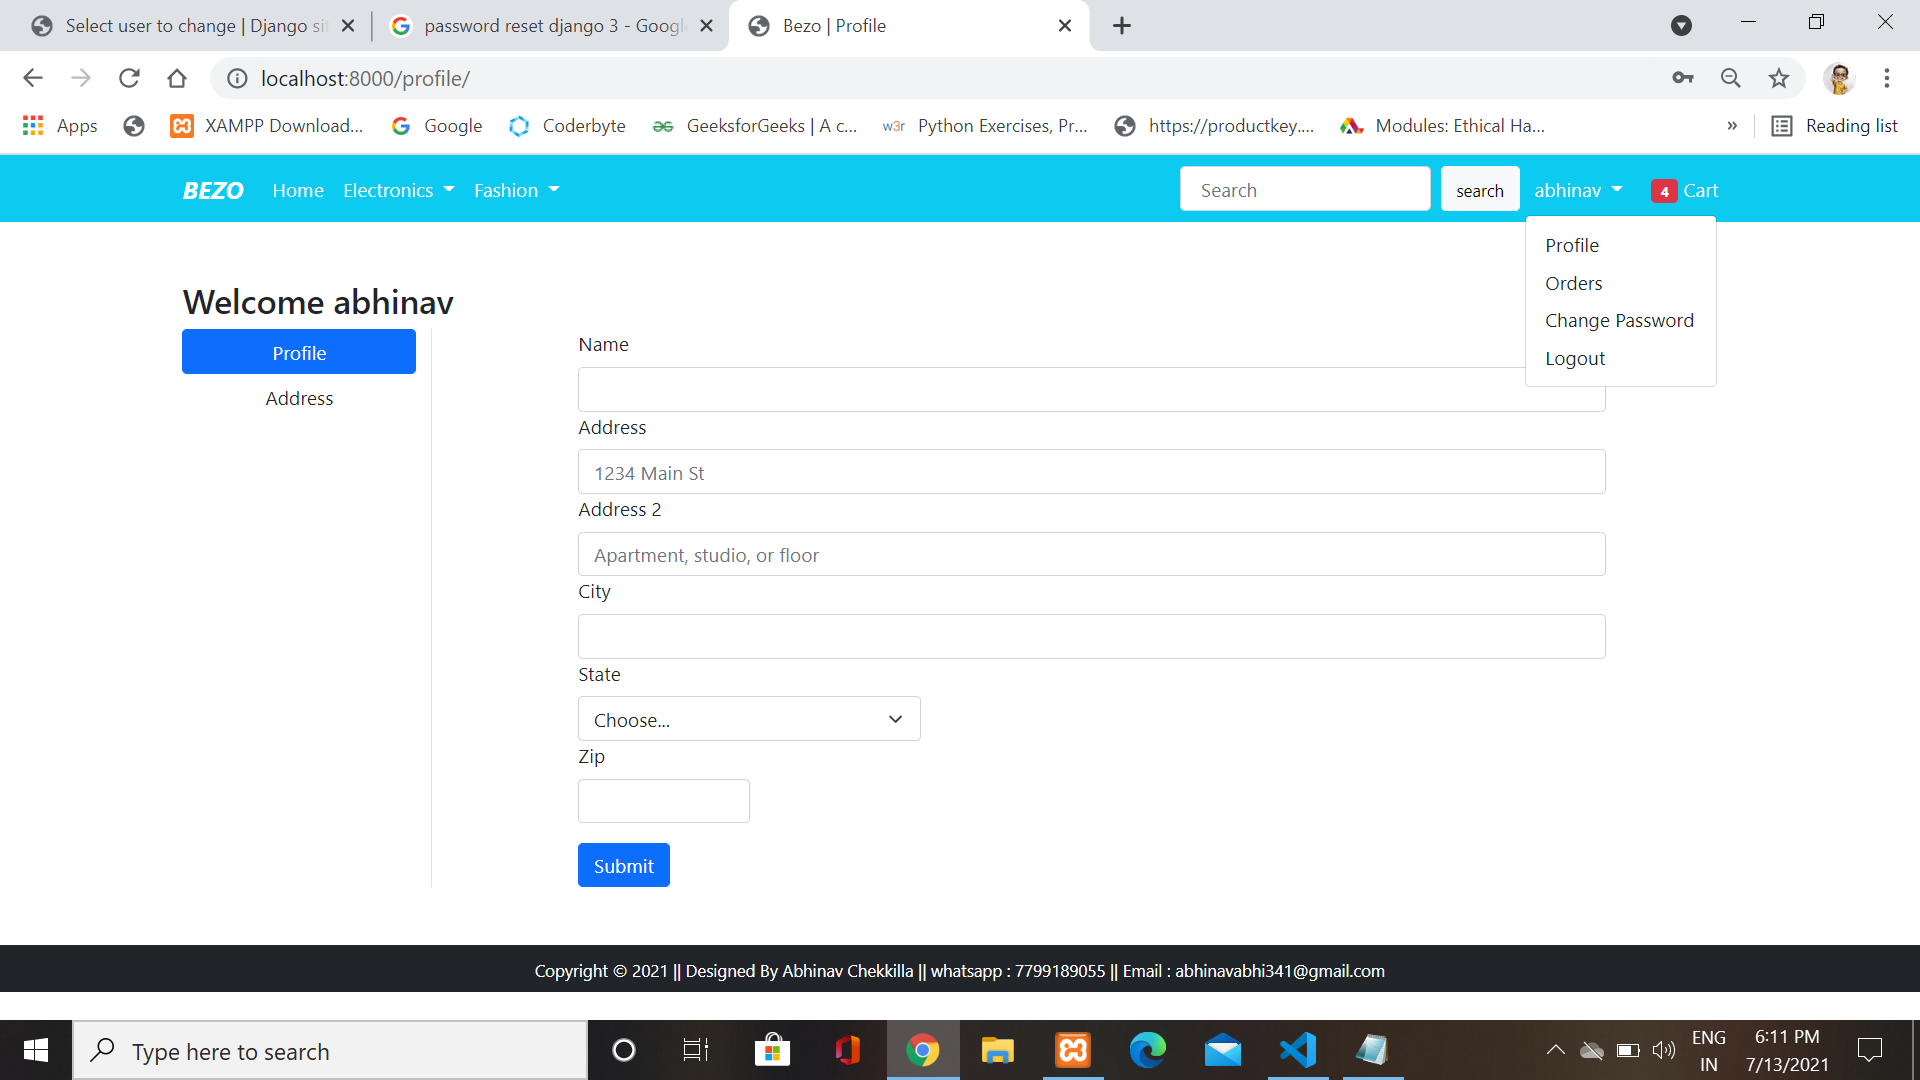 Select user to change | Django si
password reset django 3 - Googl
Bezo | Profile
localhost:8000/profile/
Apps
XAMPP Download...
Google
Coderbyte
GeeksforGeeks | A c...
w3r
Python Exercises, Pr...
https://productkey....
Modules: Ethical Ha...
»
Reading list
BEZO
Home
Electronics
Fashion
Search
search
abhinav
4 Cart
Profile
Orders
Change Password
Logout
Welcome abhinav
Profile
Address
Name
Address
1234 Main St
Address 2
Apartment, studio, or floor
City
State
Choose...
Zip
Submit
Copyright © 2021 || Designed By Abhinav Chekkilla || whatsapp : 7799189055 || Email : abhinavabhi341@gmail.com
Type here to search
ENG
IN
6:11 PM
7/13/2021